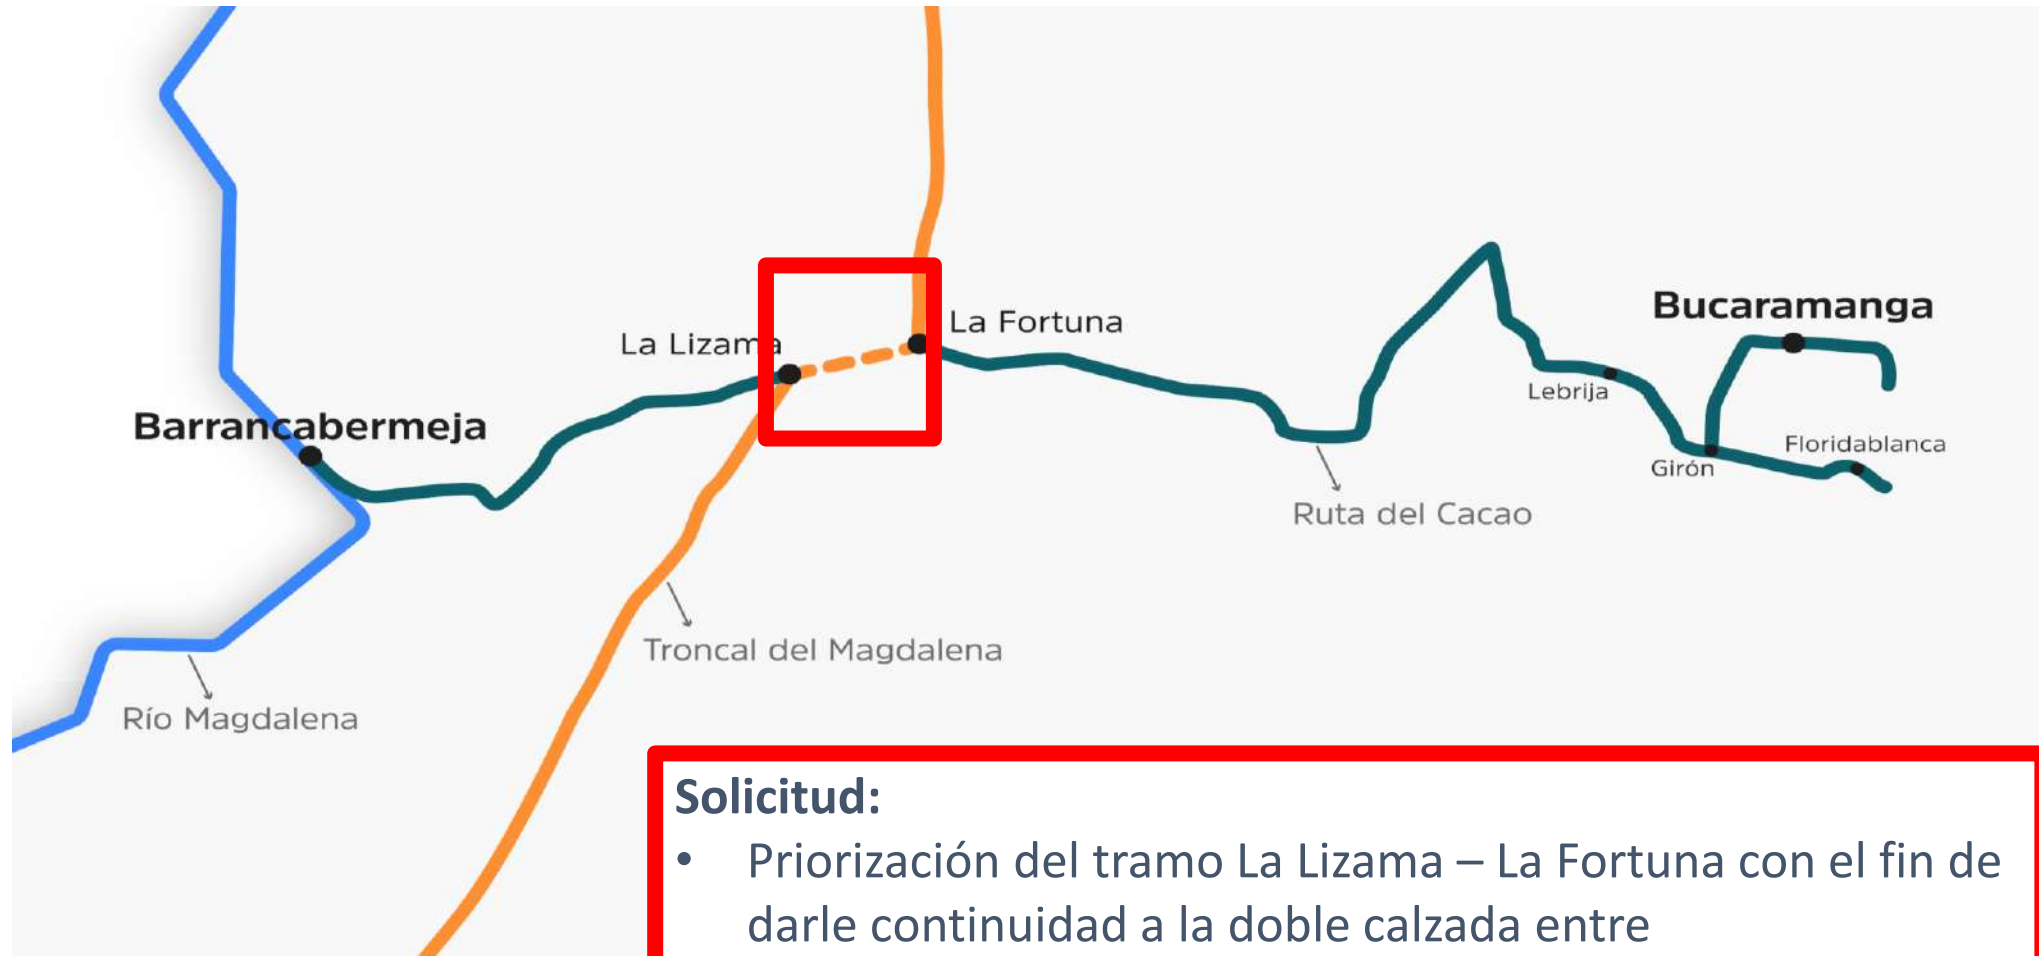 La Fortuna
Bucaramanga
La Lizama
Lebrija
Barrancabermeja
Floridablanca
Girón
Ruta del Cacao
Troncal del Magdalena
Río Magdalena
Solicitud:
• Priorización del tramo La Lizama – La Fortuna con el fin de
darle continuidad a la doble calzada entre